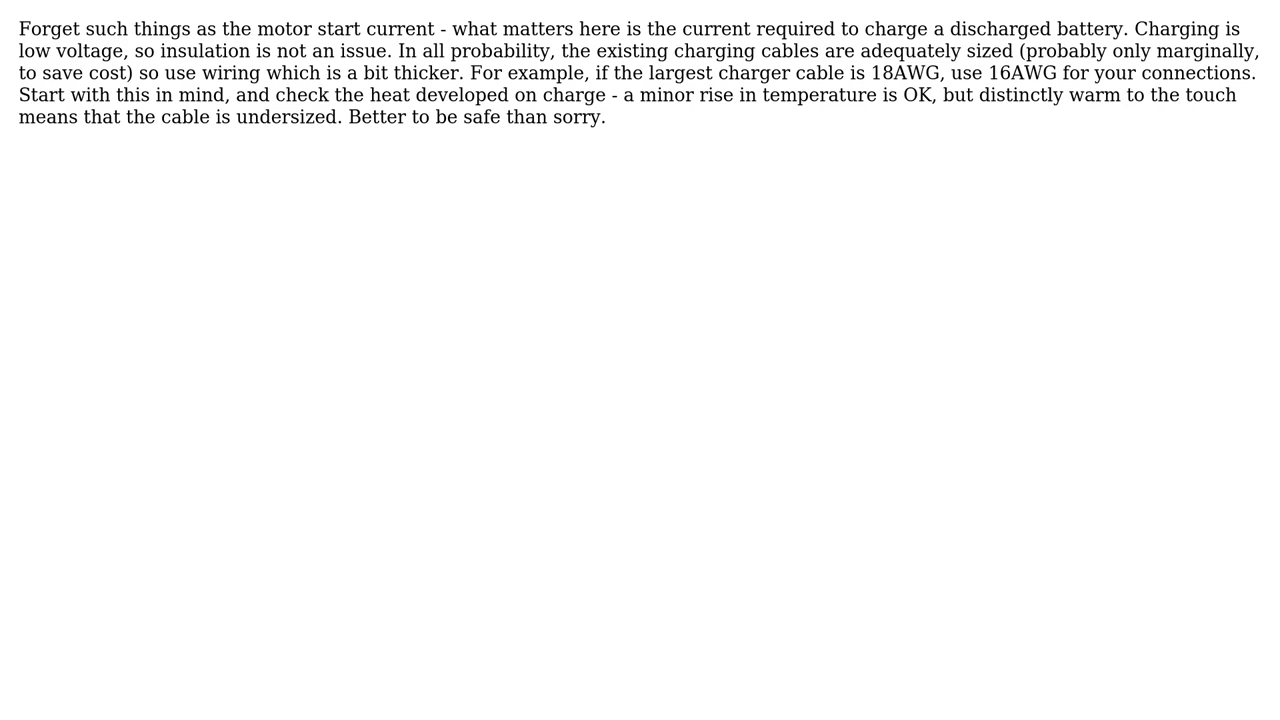 Forget such things as the motor start current - what matters here is the current required to charge a discharged battery. Charging is
low voltage, so insulation is not an issue. In all probability, the existing charging cables are adequately sized (probably only marginally,
to save cost) so use wiring which is a bit thicker. For example, if the largest charger cable is 18AWG, use 16AWG for your connections.
Start with this in mind, and check the heat developed on charge - a minor rise in temperature is OK, but distinctly warm to the touch
means that the cable is undersized. Better to be safe than sorry.